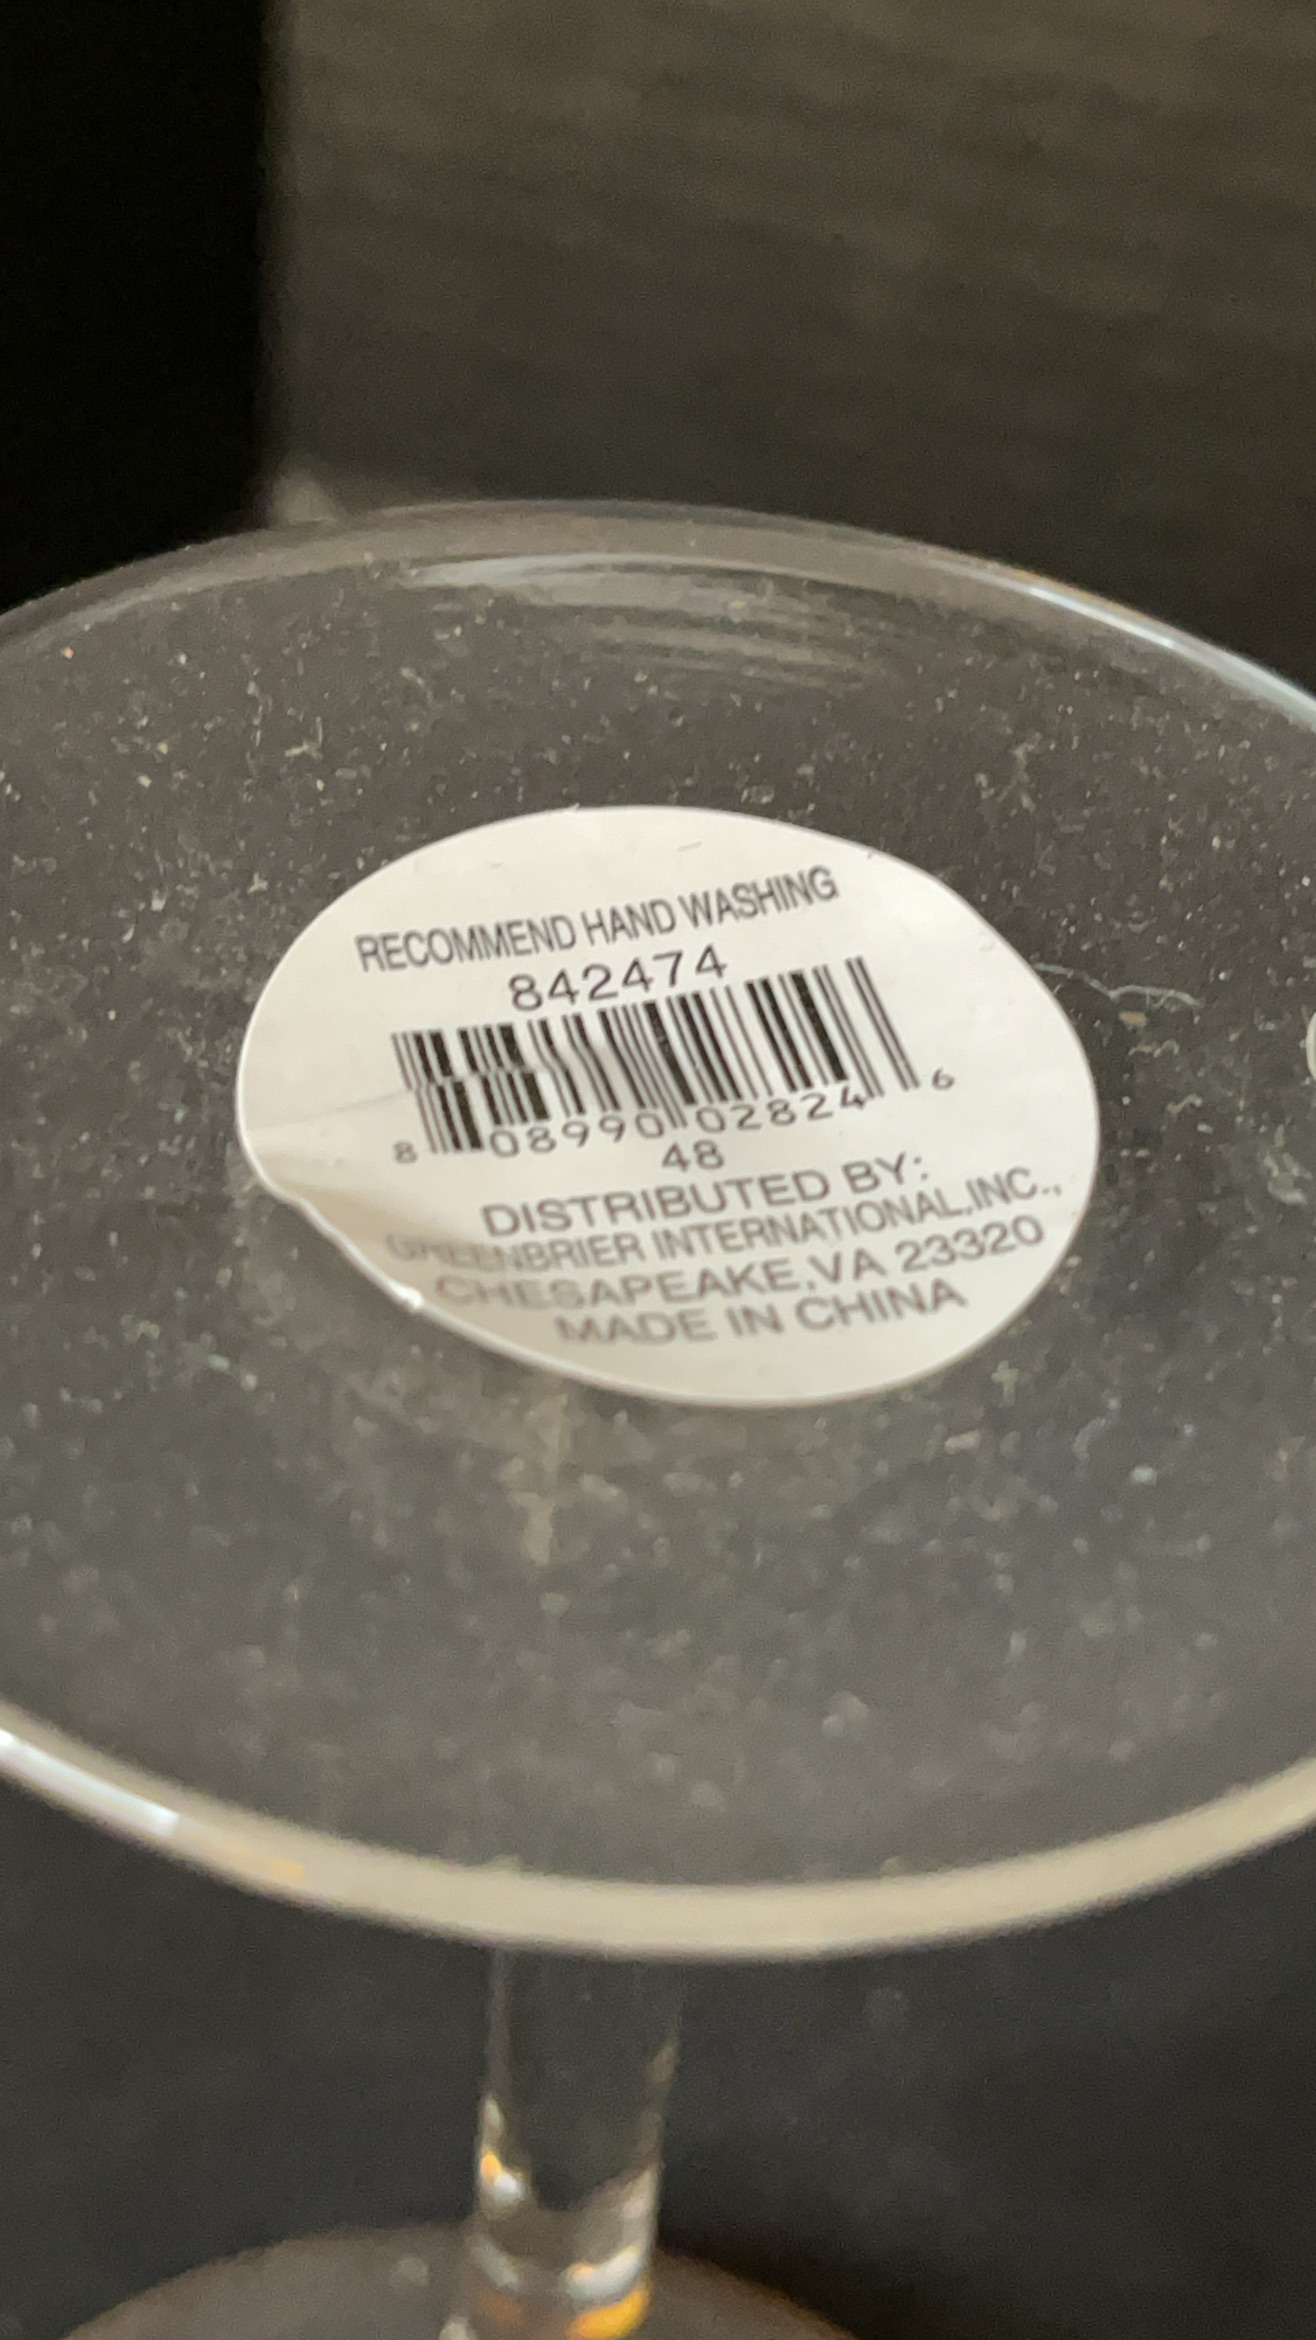 RECOMMEND HAND WASHING
842474
8 08990 02824 6
48
DISTRIBUTED BY:
GREENBRIER INTERNATIONAL,INC.,
CHESAPEAKE,VA 23320
MADE IN CHINA